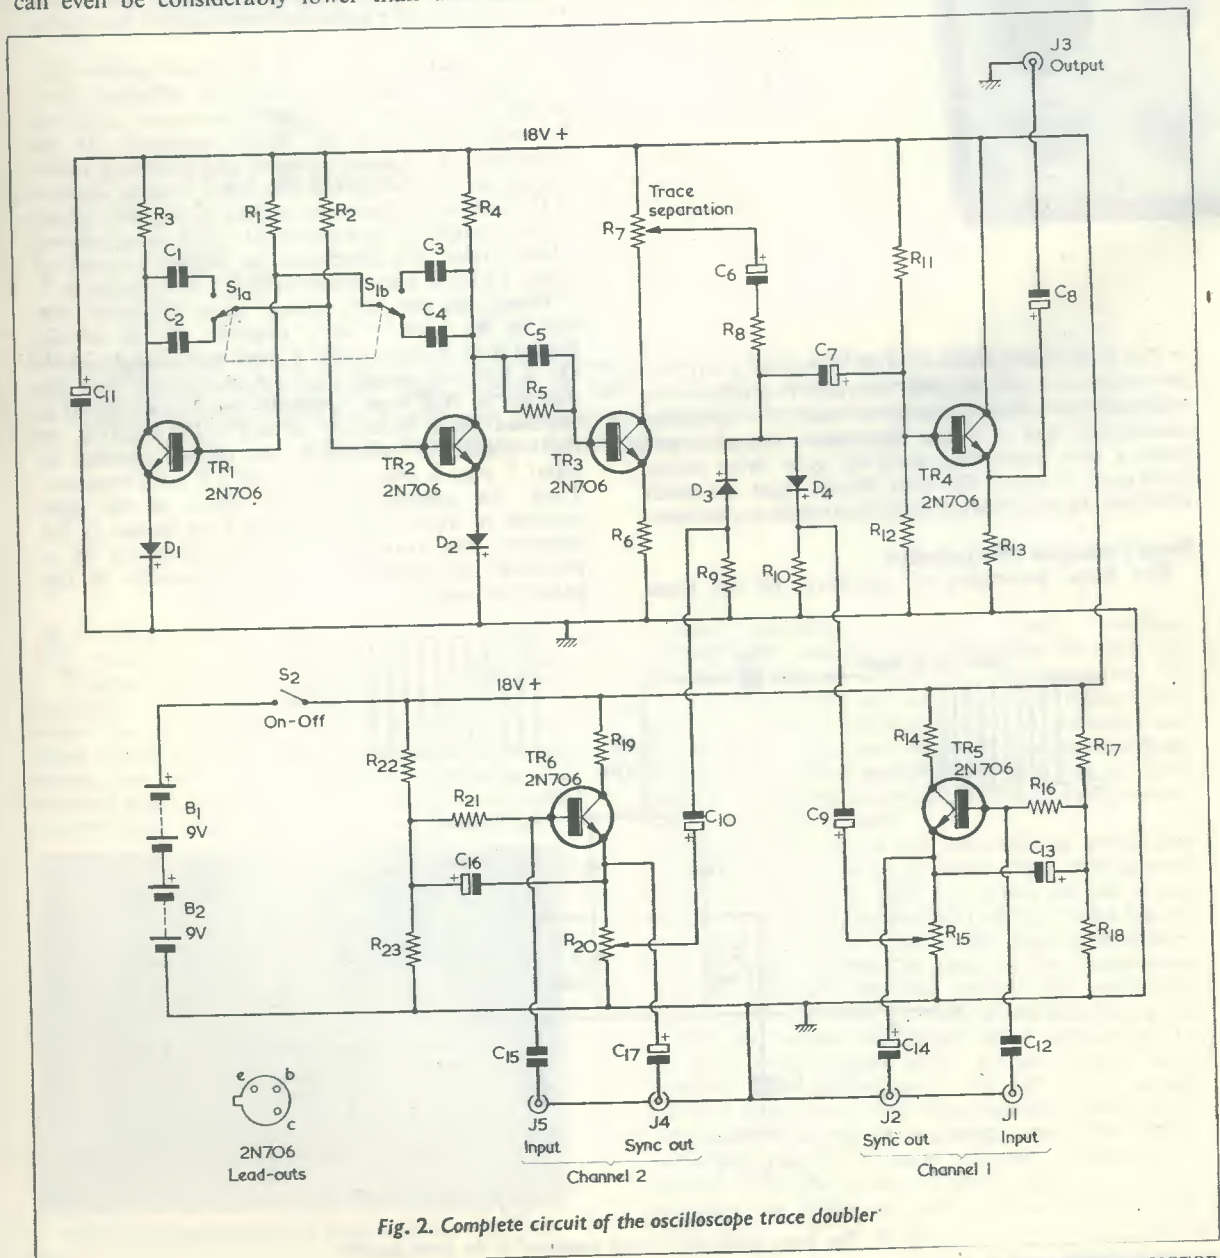 can even be considerably lower than
J3
Output
18V +
R3
R1
R2
R4
Trace
separation
R7
C1
C3
S1a
S1b
C2
C4
C6
R11
C8
R8
C7
C5
R5
C11
TR1
2N706
TR2
2N706
TR3
2N706
TR4
2N706
D3
D4
D1
D2
R6
R9
R10
R12
R13
S2
On-Off
18V +
R22
R19
R14
TR5
2N706
R17
TR6
2N706
R21
R16
B1
9V
C10
C9
C16
C13
B2
9V
R23
R20
R15
R18
C15
C17
C14
C12
e
b
c
2N706
Lead-outs
J5
Input
J4
Sync out
J2
Sync out
J1
Input
Channel 2
Channel 1
Fig. 2. Complete circuit of the oscilloscope trace doubler